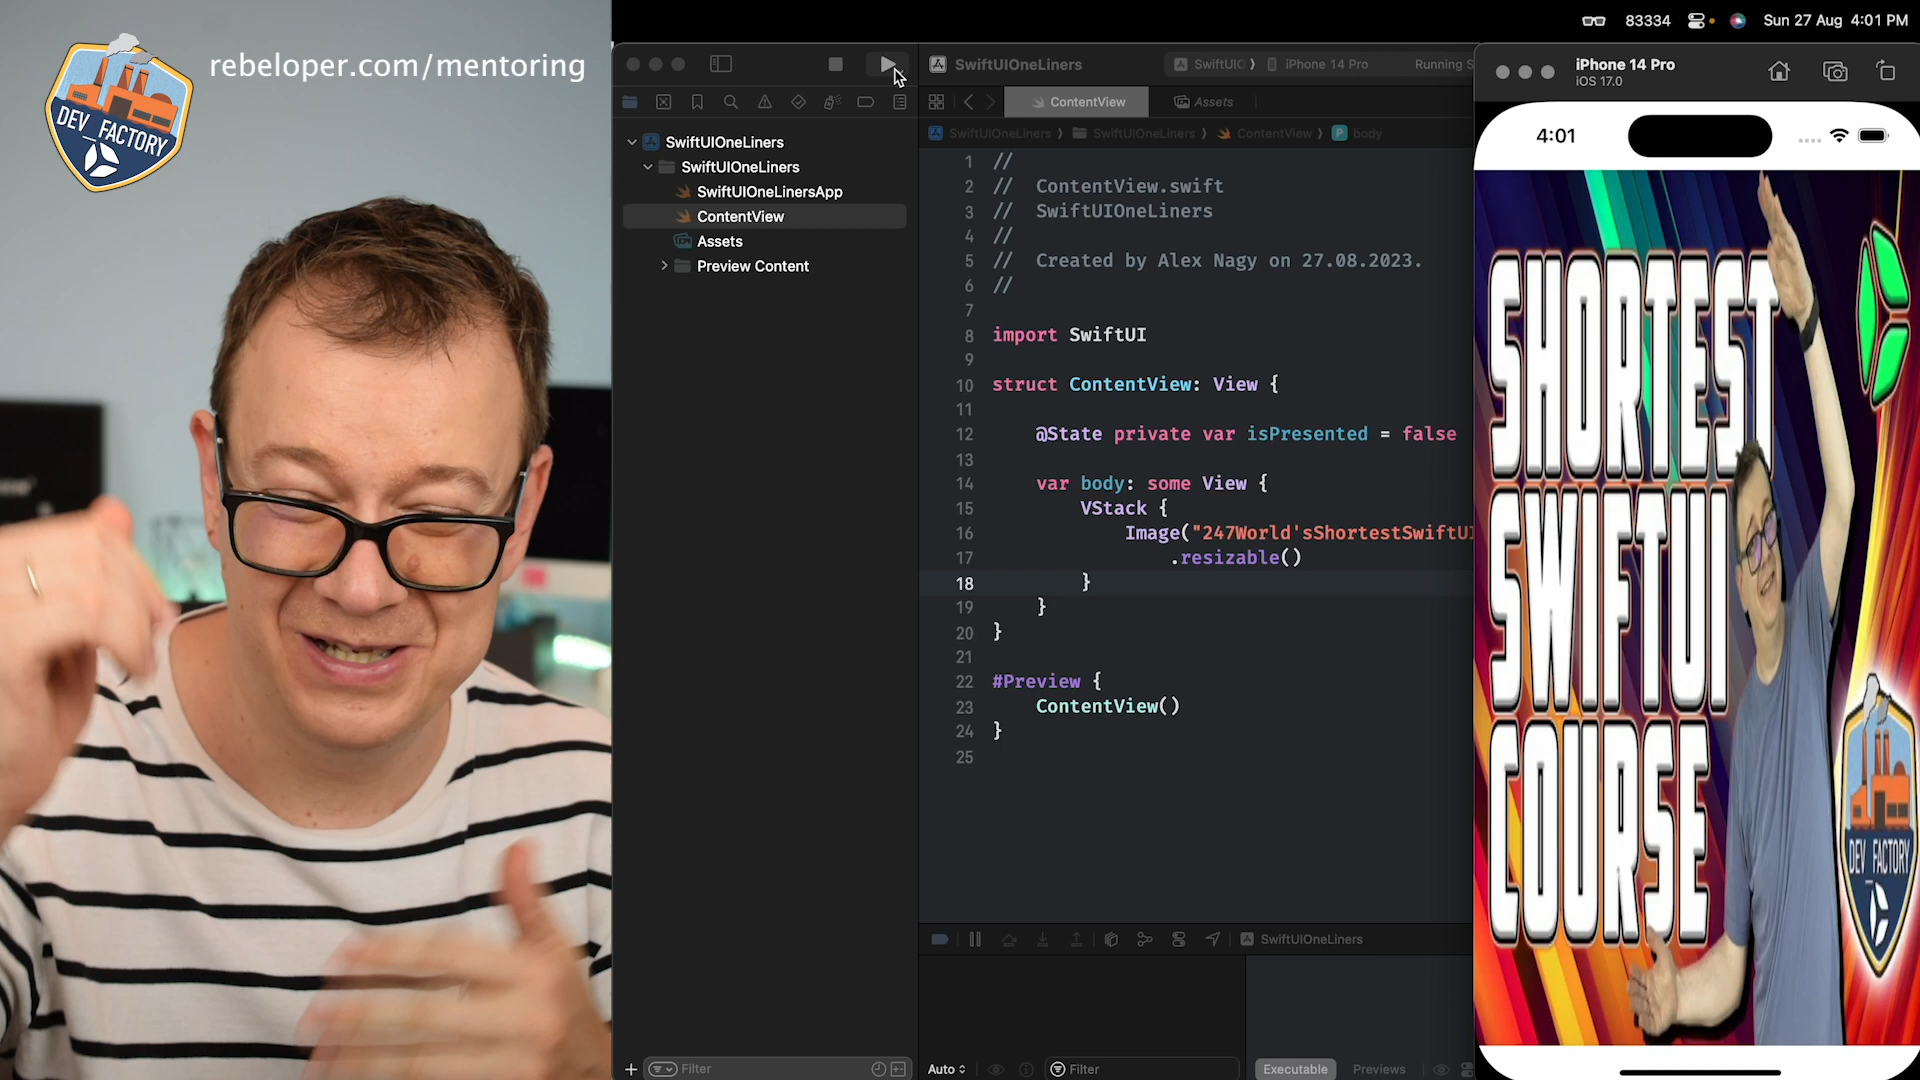 DEV_FACTORY
rebeloper.com/mentoring
83334
Sun 27 Aug 4:01 PM
SwiftUIOneLiners
SwiftUIO
iPhone 14 Pro
Running S
ContentView
Assets
SwiftUIOneLiners
SwiftUIOneLiners
ContentView
P
body
SwiftUIOneLiners
SwiftUIOneLiners
SwiftUIOneLinersApp
ContentView
Assets
Preview Content
1 //
2 // ContentView.swift
3 // SwiftUIOneLiners
4 //
5 // Created by Alex Nagy on 27.08.2023.
6 //
7
8 import SwiftUI
9
10 struct ContentView: View {
11
12 @State private var isPresented = false
13
14 var body: some View {
15 VStack {
16 Image("247World'sShortestSwiftUI
17 .resizable()
18 }
19 }
20 }
21
22 #Preview {
23 ContentView()
24 }
25
SwiftUIOneLiners
Filter
Auto
Filter
Executable
Previews
iPhone 14 Pro
iOS 17.0
4:01
SHORTEST
SWIFTUI
COURSE
DEV_FACTORY